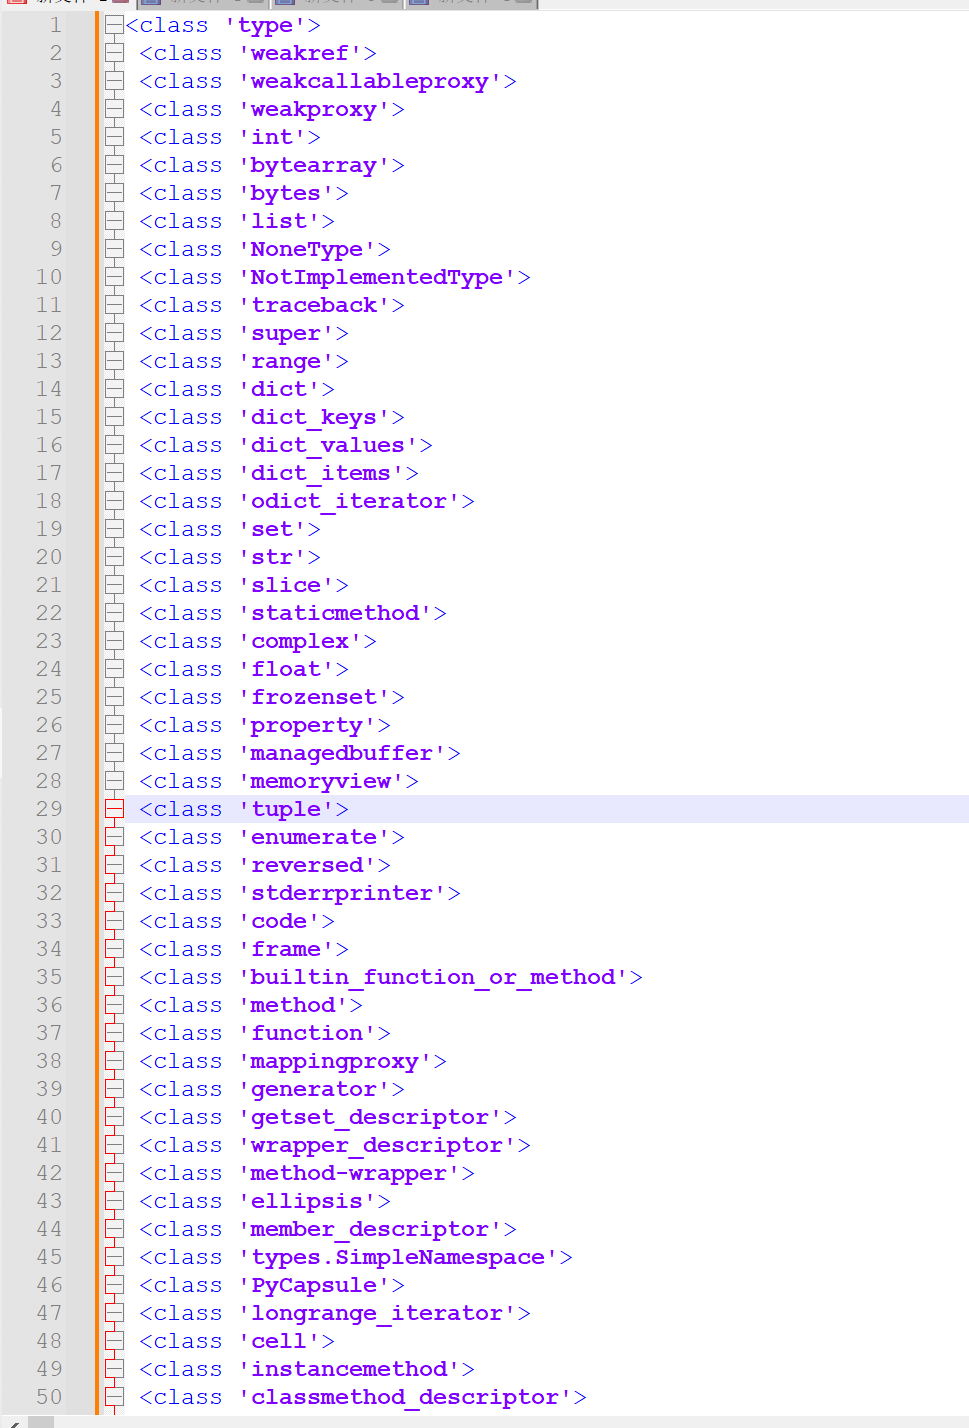 1 <class 'type'>
2 <class 'weakref'>
3 <class 'weakcallableproxy'>
4 <class 'weakproxy'>
5 <class 'int'>
6 <class 'bytearray'>
7 <class 'bytes'>
8 <class 'list'>
9 <class 'NoneType'>
10 <class 'NotImplementedType'>
11 <class 'traceback'>
12 <class 'super'>
13 <class 'range'>
14 <class 'dict'>
15 <class 'dict_keys'>
16 <class 'dict_values'>
17 <class 'dict_items'>
18 <class 'odict_iterator'>
19 <class 'set'>
20 <class 'str'>
21 <class 'slice'>
22 <class 'staticmethod'>
23 <class 'complex'>
24 <class 'float'>
25 <class 'frozenset'>
26 <class 'property'>
27 <class 'managedbuffer'>
28 <class 'memoryview'>
29 <class 'tuple'>
30 <class 'enumerate'>
31 <class 'reversed'>
32 <class 'stderrprinter'>
33 <class 'code'>
34 <class 'frame'>
35 <class 'builtin_function_or_method'>
36 <class 'method'>
37 <class 'function'>
38 <class 'mappingproxy'>
39 <class 'generator'>
40 <class 'getset_descriptor'>
41 <class 'wrapper_descriptor'>
42 <class 'method-wrapper'>
43 <class 'ellipsis'>
44 <class 'member_descriptor'>
45 <class 'types.SimpleNamespace'>
46 <class 'PyCapsule'>
47 <class 'longrange_iterator'>
48 <class 'cell'>
49 <class 'instancemethod'>
50 <class 'classmethod_descriptor'>